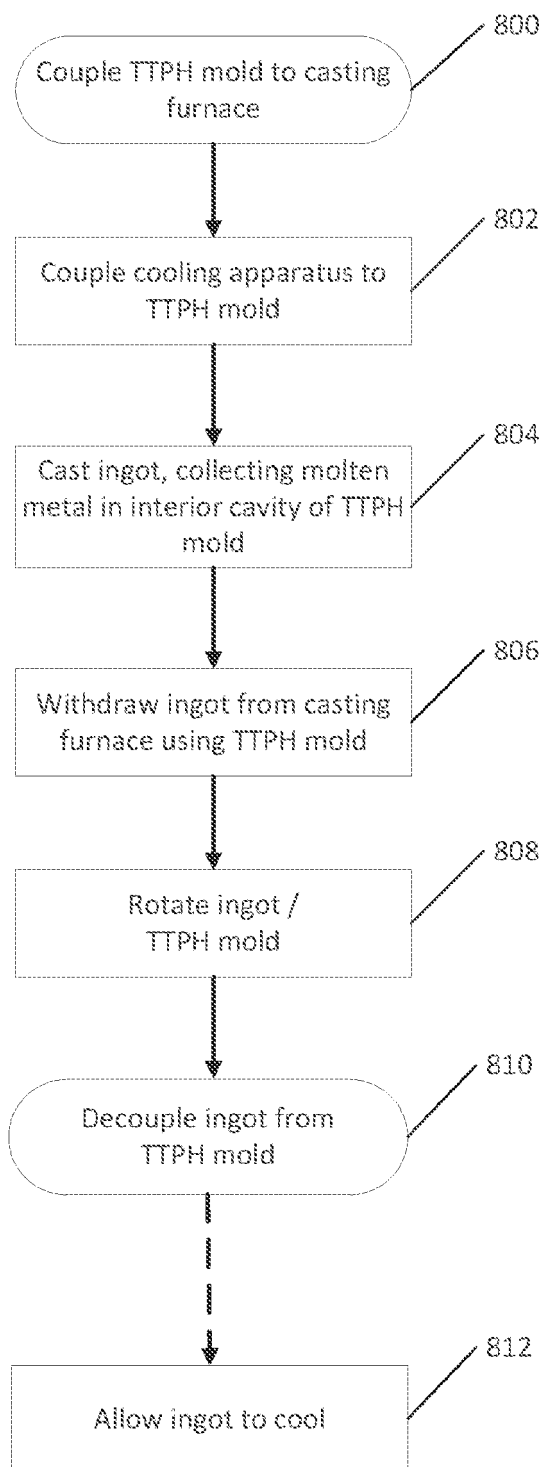 800
Couple TTPH mold to casting
furnace
802
Couple cooling apparatus to
TTPH mold
804
Cast ingot, collecting molten
metal in interior cavity of TTPH
mold
806
Withdraw ingot from casting
furnace using TTPH mold
808
Rotate ingot /
TTPH mold
810
Decouple ingot from
TTPH mold
812
Allow ingot to cool